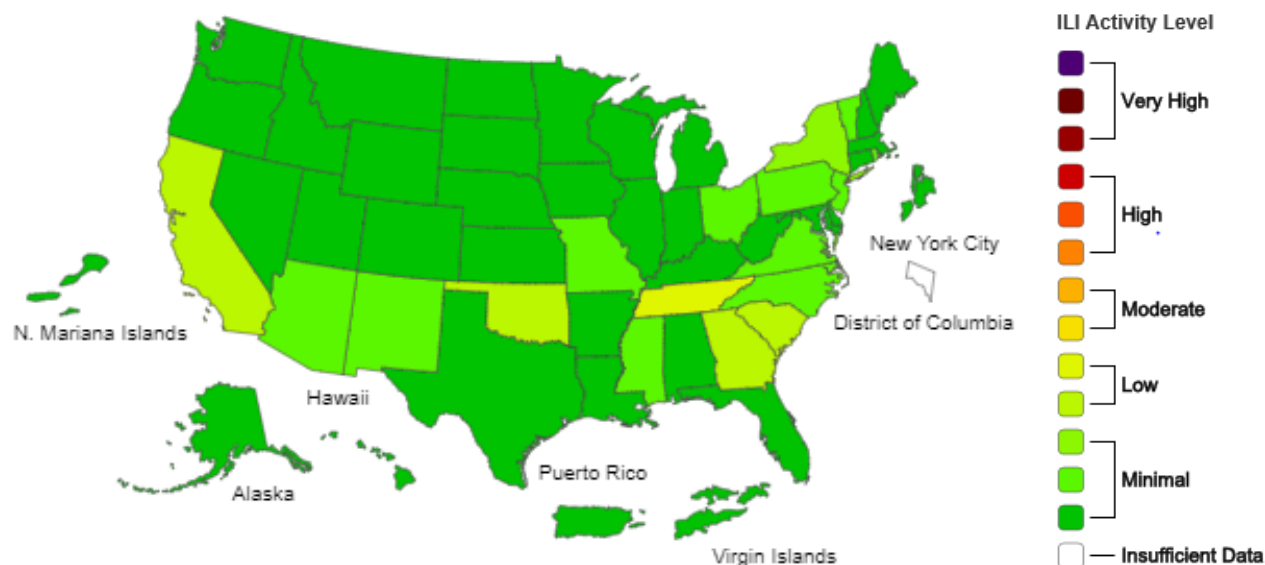 ILI Activity Level
Very High
High
Moderate
Low
Minimal
Insufficient Data
New York City
District of Columbia
N. Mariana Islands
Hawaii
Alaska
Puerto Rico
Virgin Islands